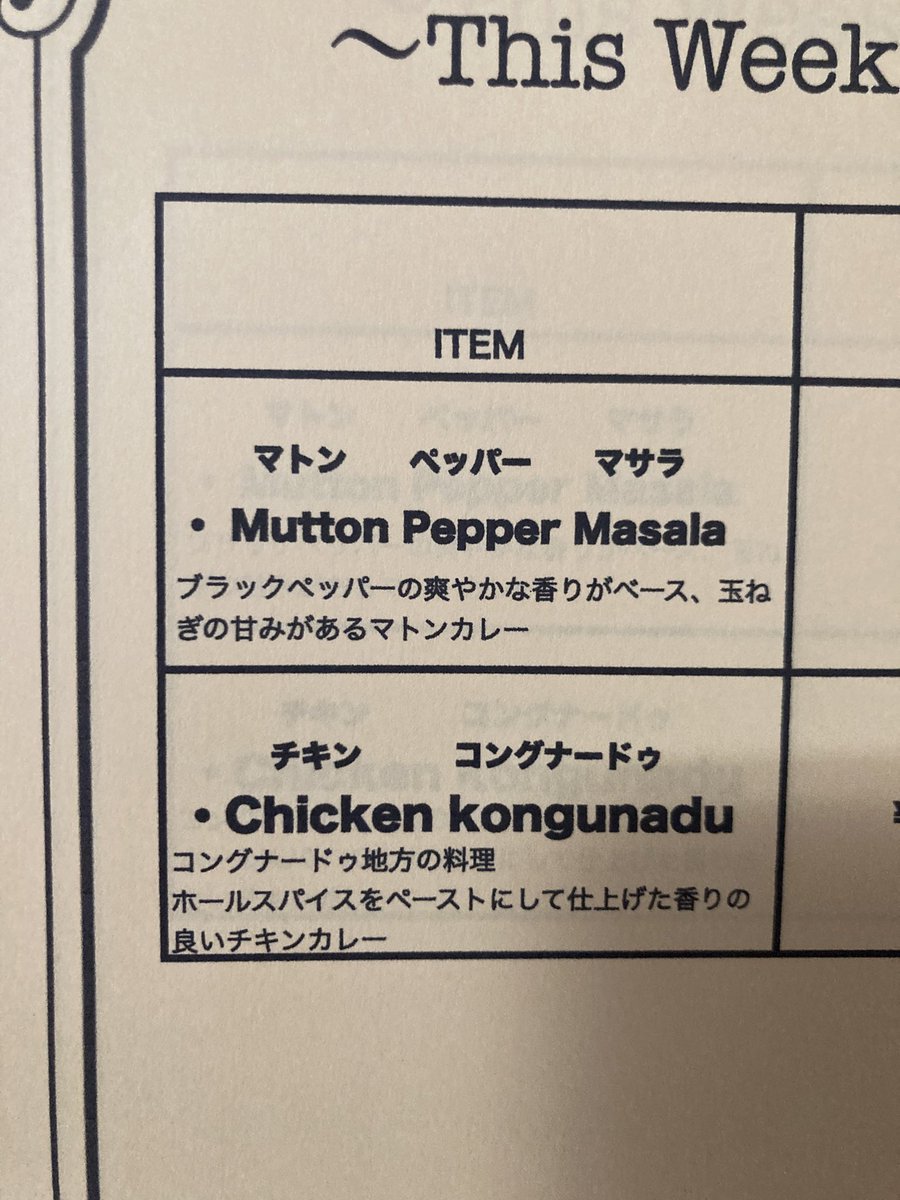 ~This Week
ITEM
マトン ペッパー マサラ
• Mutton Pepper Masala
ブラックペッパーの爽やかな香りがベース、玉ね
ぎの甘みがあるマトンカレー
チキン コングナードゥ
• Chicken kongunadu
コングナードゥ地方の料理
ホールスパイスをペーストにして仕上げた香りの
良いチキンカレー